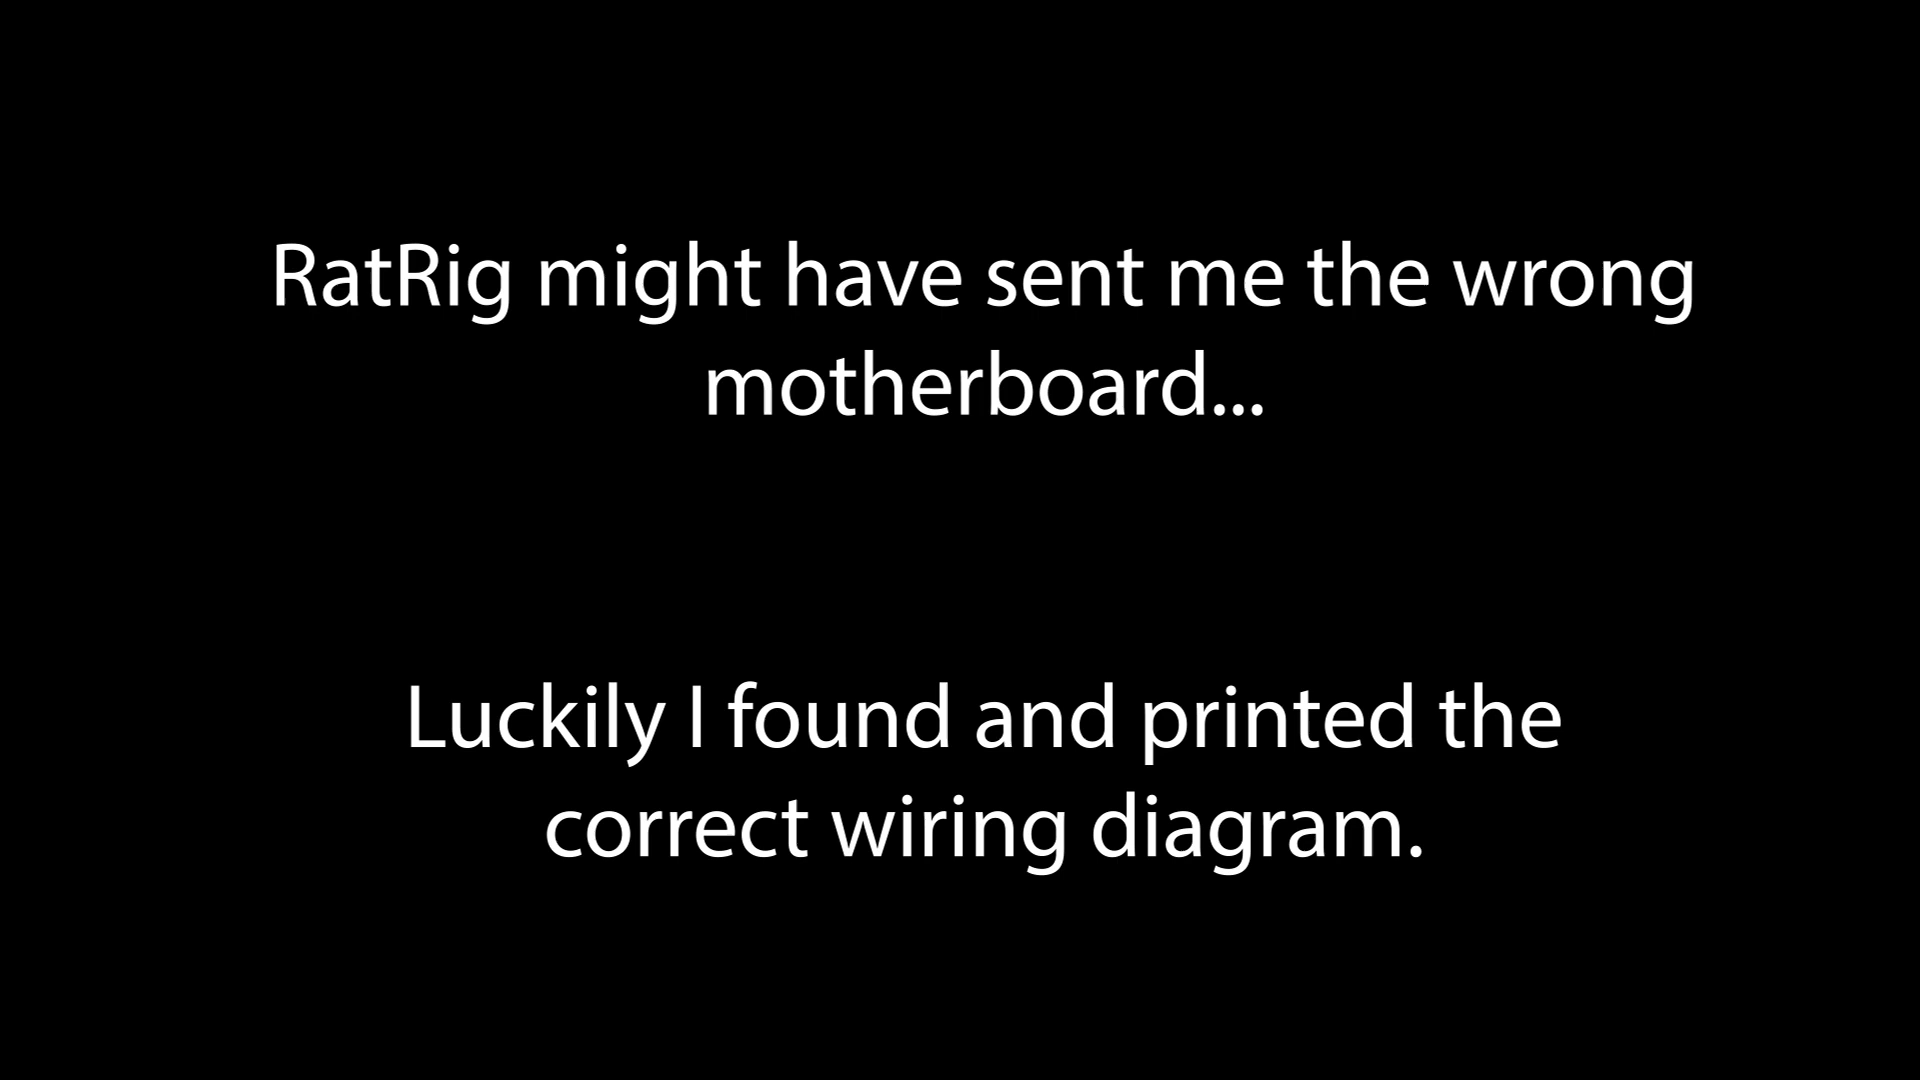 RatRig might have sent me the wrong
motherboard...
Luckily I found and printed the
correct wiring diagram.